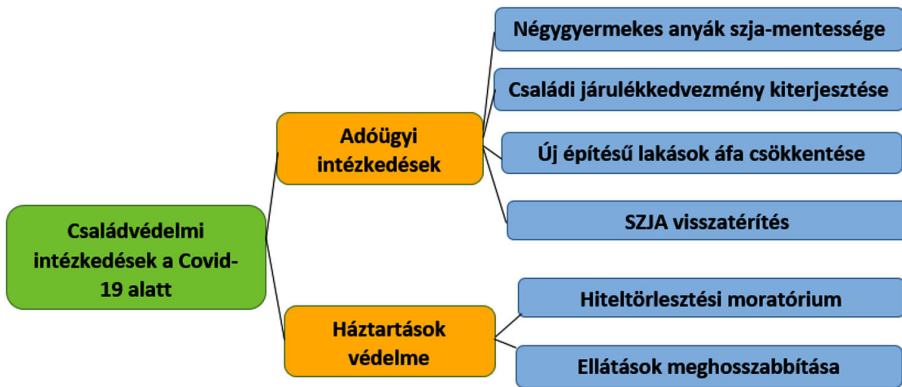 Négygyermekes anyák szja-mentessége
Családi járulékkedvezmény kiterjesztése
Adóügyi
intézkedések
Új építésű lakások áfa csökkentése
SZJA visszatérítés
Családvédelmi
intézkedések a Covid-
19 alatt
Hiteltörlesztési moratórium
Háztartások
védelme
Ellátások meghosszabbítása